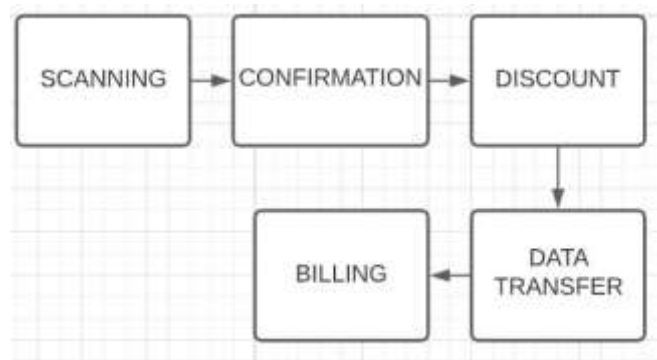 SCANNING
CONFIRMATION
DISCOUNT
DATA
TRANSFER
BILLING